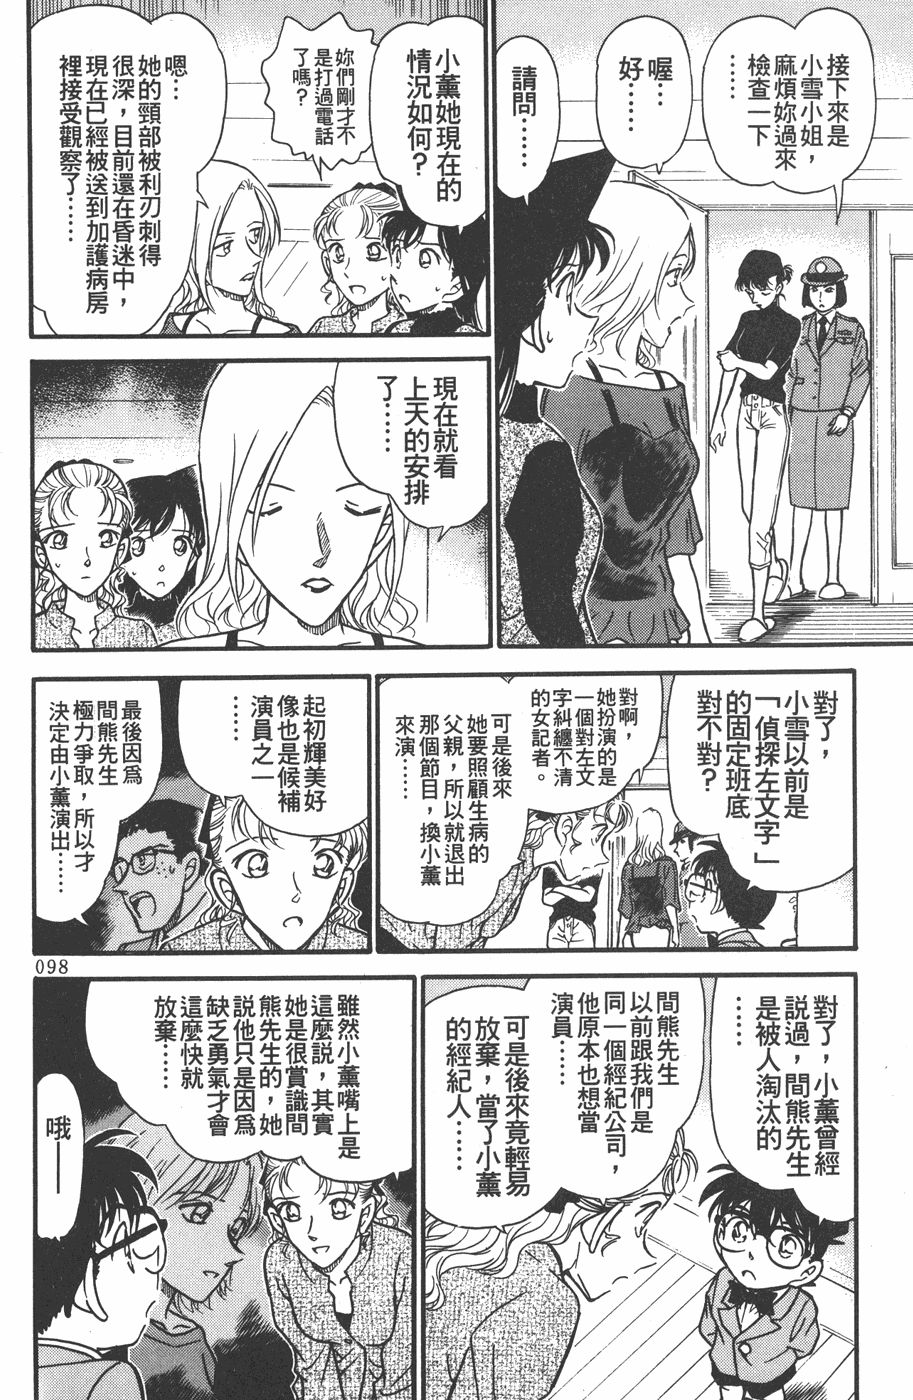 接下來是
小雪小姐，
麻煩妳過來
檢查一下
……
喔…
好……
請問……
小薰她現在的
情況如何？
妳們剛才不
是打過電話
了嗎？
嗯…
她的頸部被利刃刺得
很深，目前還在昏迷中，
現在已經被送到加護病房
裡接受觀察了……
現在就看
上天的安排
了……
對了，
小雪以前是
「偵探左文字」
的固定班底
對不對？
對啊，
她扮演的是
一個對左文
字糾纏不清
的女記者。
可是後來
她要照顧生病的
父親，所以就退出
那個節目，換小薰
來演……
起初輝美好
像也是候補
演員之一
……
最後因為
間熊先生
極力爭取，所以才
決定由小薰演出……
098
對了，小薰曾經
說過，間熊先生
是被人淘汰的
……
間熊先生
以前跟我們是
同一個經紀公司，
他原本也想當
演員……
可是後來竟輕易
放棄，當了小薰
的經紀人……
雖然小薰嘴上是
這麼說，其實
她是很賞識間
熊先生的，她
說他只是因為
缺乏勇氣才會
這麼快就
放棄……
哦──